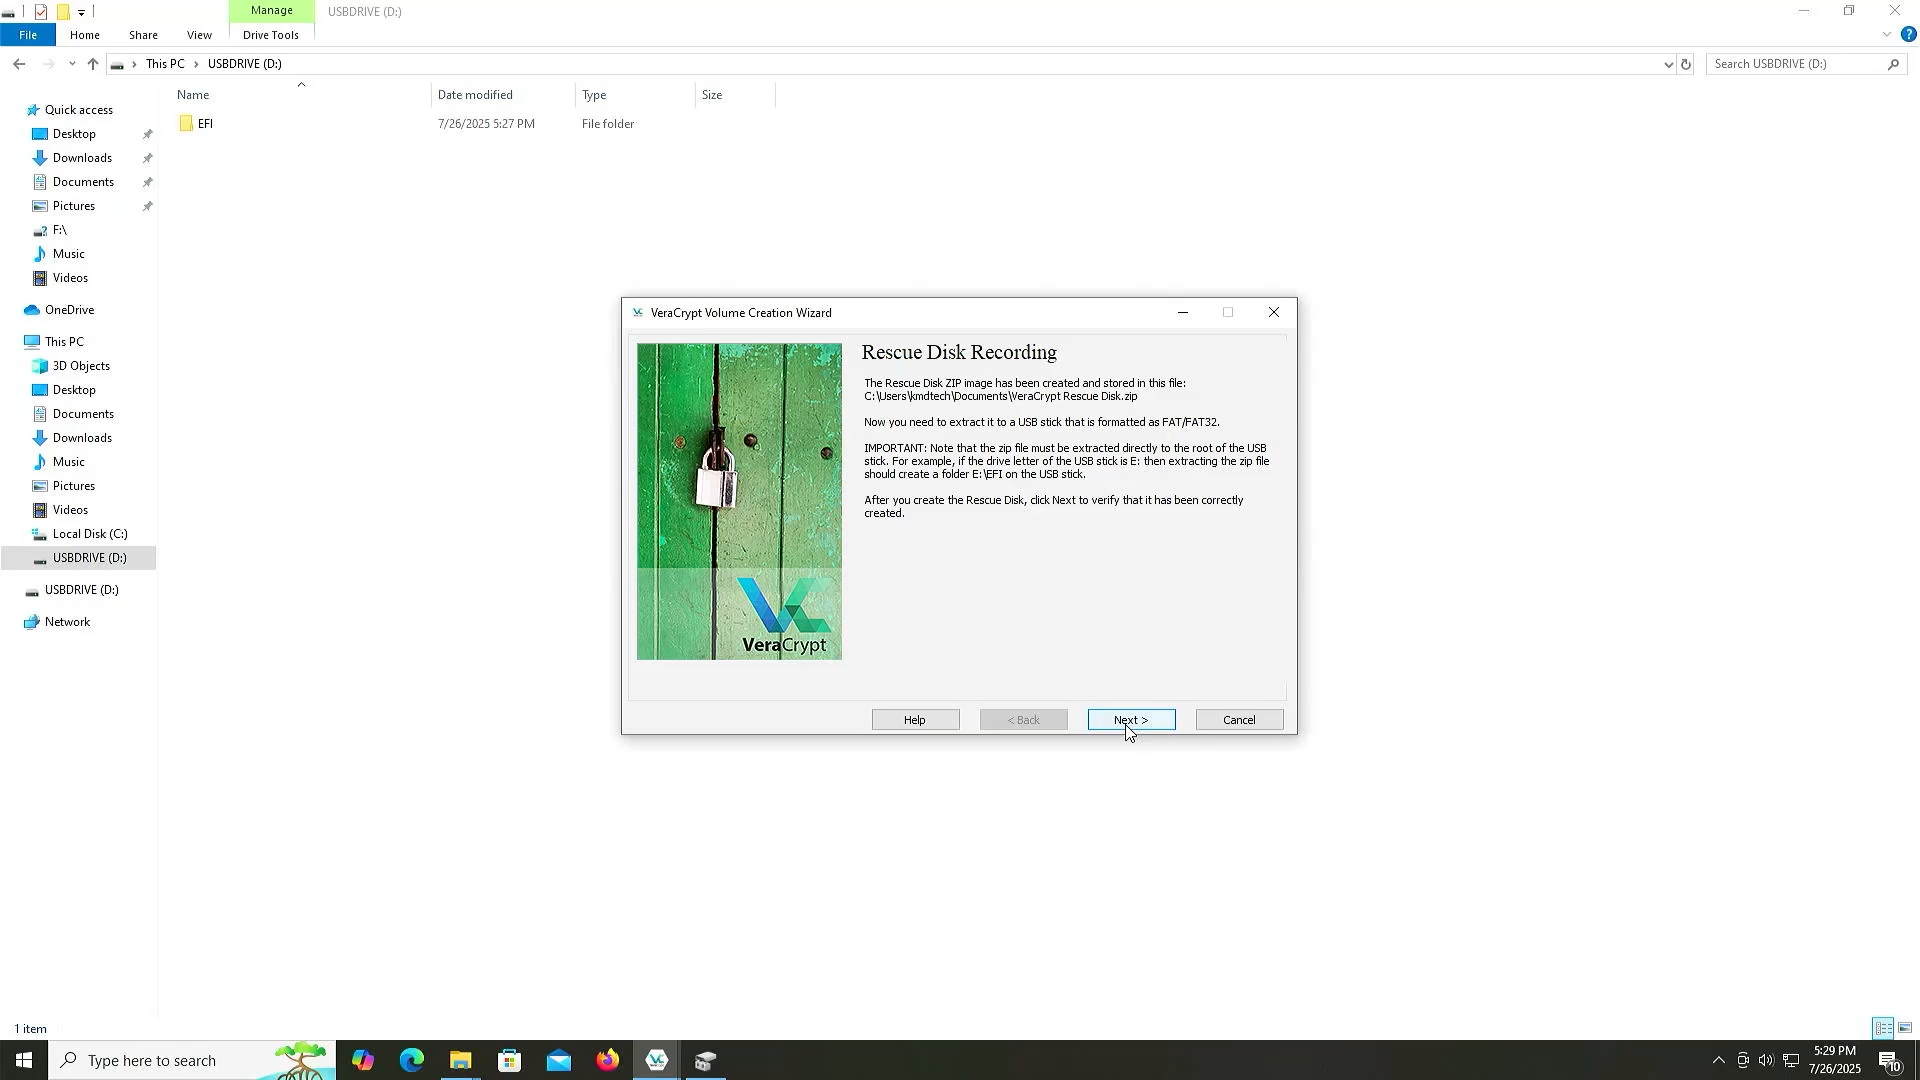 Manage
USBDRIVE (D:)
File
Home
Share
View
Drive Tools
This PC
USBDRIVE (D:)
Search USBDRIVE (D:)
Name
Date modified
Type
Size
EFI
7/26/2025 5:27 PM
File folder
Quick access
Desktop
Downloads
Documents
Pictures
F:\
Music
Videos
OneDrive
This PC
3D Objects
Desktop
Documents
Downloads
Music
Pictures
Videos
Local Disk (C:)
USBDRIVE (D:)
USBDRIVE (D:)
Network
VeraCrypt Volume Creation Wizard
Rescue Disk Recording
The Rescue Disk ZIP image has been created and stored in this file:
C:\Users\kmdtech\Documents\VeraCrypt Rescue Disk.zip
Now you need to extract it to a USB stick that is formatted as FAT/FAT32.
IMPORTANT: Note that the zip file must be extracted directly to the root of the USB
stick. For example, if the drive letter of the USB stick is E: then extracting the zip file
should create a folder E:\EFI on the USB stick.
After you create the Rescue Disk, click Next to verify that it has been correctly
created.
VeraCrypt
Help
< Back
Next >
Cancel
1 item
Type here to search
5:29 PM
7/26/2025
10